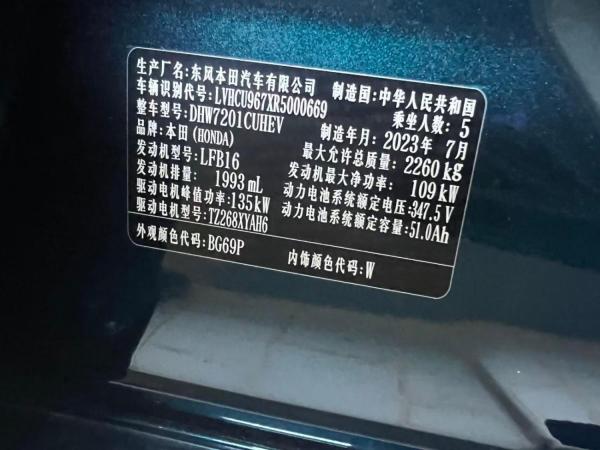 生产厂名:东风本田汽车有限公司 制造国:中华人民共和国
车辆识别代号:LVHCU967XR5000669 乘坐人数: 5
整车型号:DHW7201CUHEV 制造年月: 2023年 7月
品牌:本田(HONDA) 最大允许总质量: 2260 kg
发动机型号:LFB16 发动机最大净功率: 109 kW
发动机排量: 1993 mL 动力电池系统额定电压:347.5 V
驱动电机峰值功率:135kW 动力电池系统额定容量:51.0Ah
驱动电机型号:TZ268XYAH6
外观颜色代码:BG69P 内饰颜色代码:W